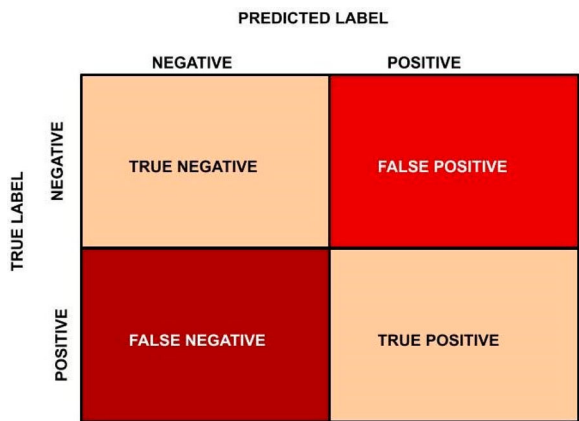 PREDICTED LABEL
NEGATIVE POSITIVE
TRUE LABEL
NEGATIVE
TRUE NEGATIVE FALSE POSITIVE
POSITIVE
FALSE NEGATIVE TRUE POSITIVE